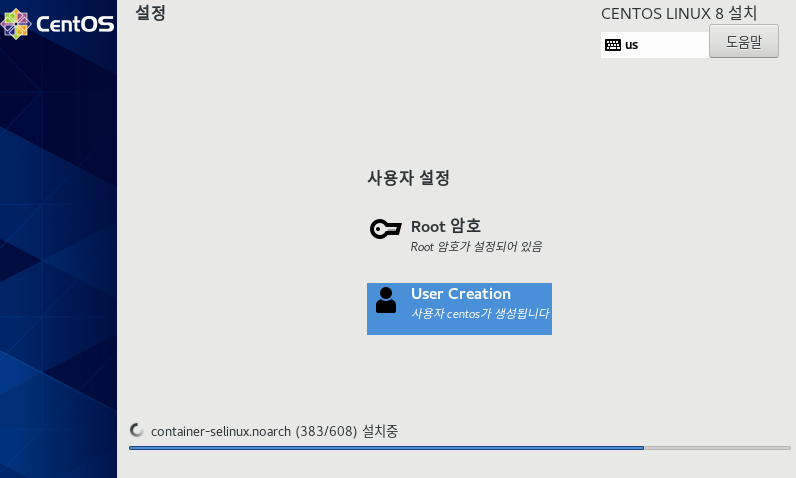 CentOS
설정
CENTOS LINUX 8 설치
us
도움말
사용자 설정
Root 암호
Root 암호가 설정되어 있음
User Creation
사용자 centos가 생성됩니다
container-selinux.noarch (383/608) 설치중